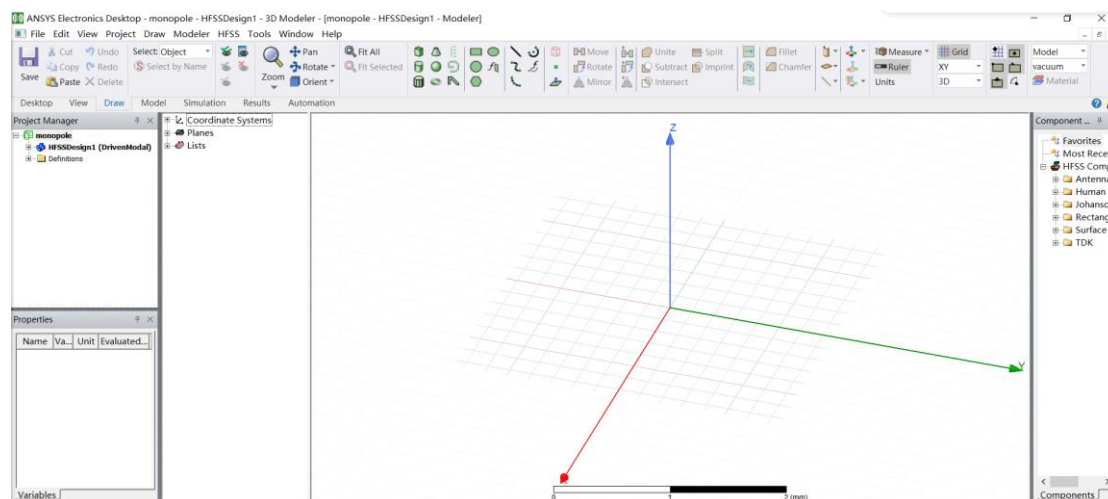 ANSYS Electronics Desktop - monopole - HFSSDesign1 - 3D Modeler - [monopole - HFSSDesign1 - Modeler]
File Edit View Project Draw Modeler HFSS Tools Window Help
Save
Cut
Copy
Paste
Undo
Redo
Delete
Select: Object
Select by Name
Zoom
Pan
Rotate
Orient
Fit All
Fit Selected
Move
Rotate
Mirror
Unite
Subtract
Intersect
Split
Imprint
Fillet
Chamfer
Measure
Ruler
Units
Grid
XY
3D
Model
vacuum
Material
Desktop View Draw Model Simulation Results Automation
Project Manager
monopole
HFSSDesign1 (DrivenModal)
Definitions
Coordinate Systems
Planes
Lists
Z
Y
X
0 1 2 (mm)
Properties
Name Va... Unit Evaluated...
Variables
Component ...
Favorites
Most Rece
HFSS Comp
Antenna
Human
Johanso
Rectang
Surface
TDK
Components